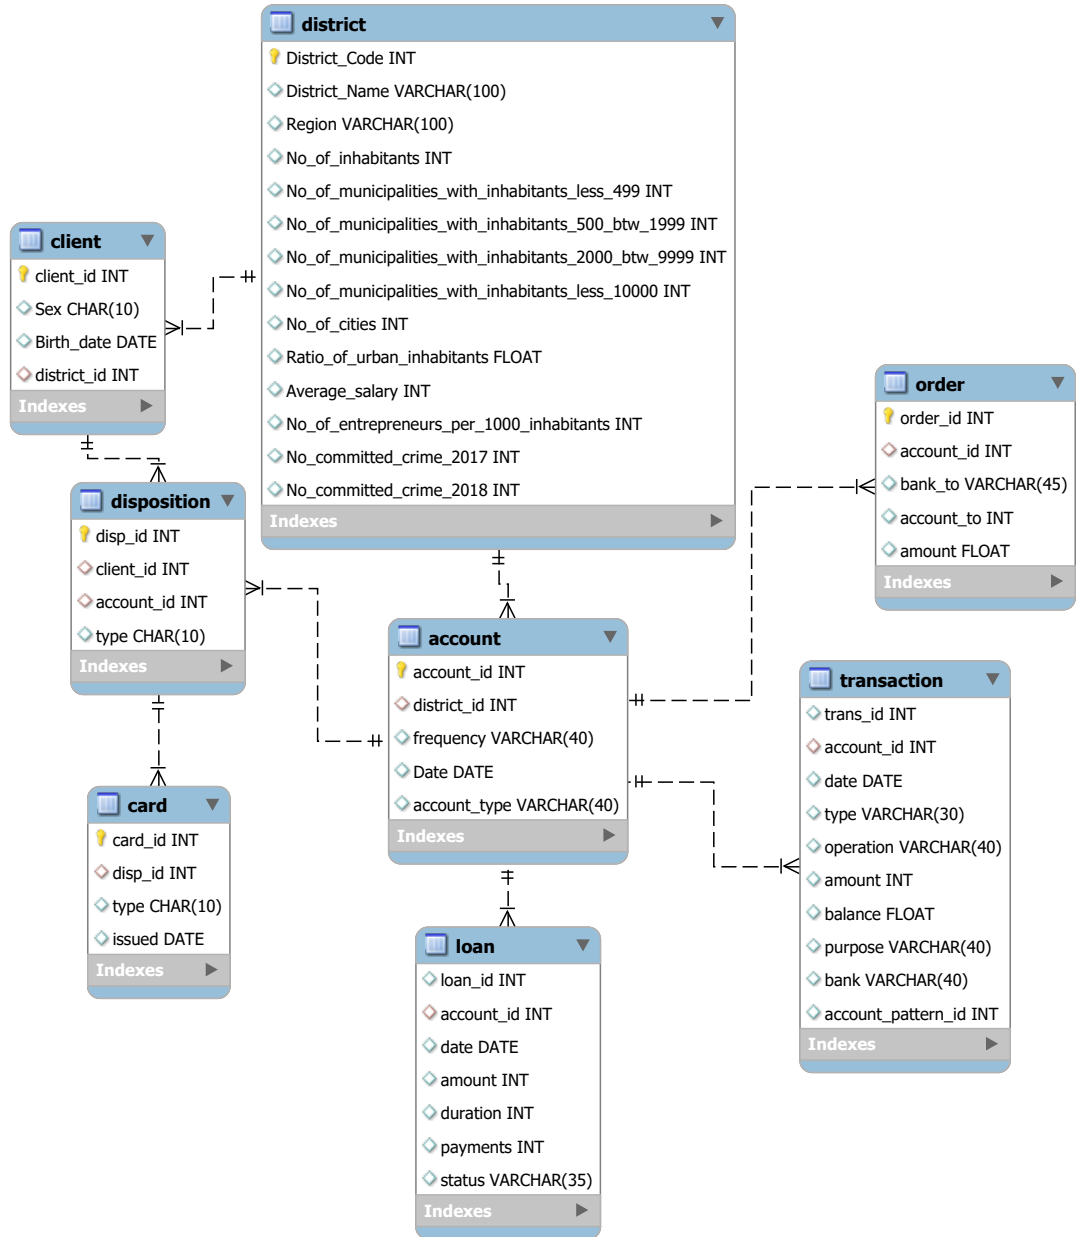 district
District_Code INT
District_Name VARCHAR(100)
Region VARCHAR(100)
No_of_inhabitants INT
No_of_municipalities_with_inhabitants_less_499 INT
No_of_municipalities_with_inhabitants_500_btw_1999 INT
No_of_municipalities_with_inhabitants_2000_btw_9999 INT
No_of_municipalities_with_inhabitants_less_10000 INT
No_of_cities INT
Ratio_of_urban_inhabitants FLOAT
Average_salary INT
No_of_entrepreneurs_per_1000_inhabitants INT
No_committed_crime_2017 INT
No_committed_crime_2018 INT
Indexes
client
client_id INT
Sex CHAR(10)
Birth_date DATE
district_id INT
Indexes
disposition
disp_id INT
client_id INT
account_id INT
type CHAR(10)
Indexes
card
card_id INT
disp_id INT
type CHAR(10)
issued DATE
Indexes
account
account_id INT
district_id INT
frequency VARCHAR(40)
Date DATE
account_type VARCHAR(40)
Indexes
loan
loan_id INT
account_id INT
date DATE
amount INT
duration INT
payments INT
status VARCHAR(35)
Indexes
order
order_id INT
account_id INT
bank_to VARCHAR(45)
account_to INT
amount FLOAT
Indexes
transaction
trans_id INT
account_id INT
date DATE
type VARCHAR(30)
operation VARCHAR(40)
amount INT
balance FLOAT
purpose VARCHAR(40)
bank VARCHAR(40)
account_pattern_id INT
Indexes